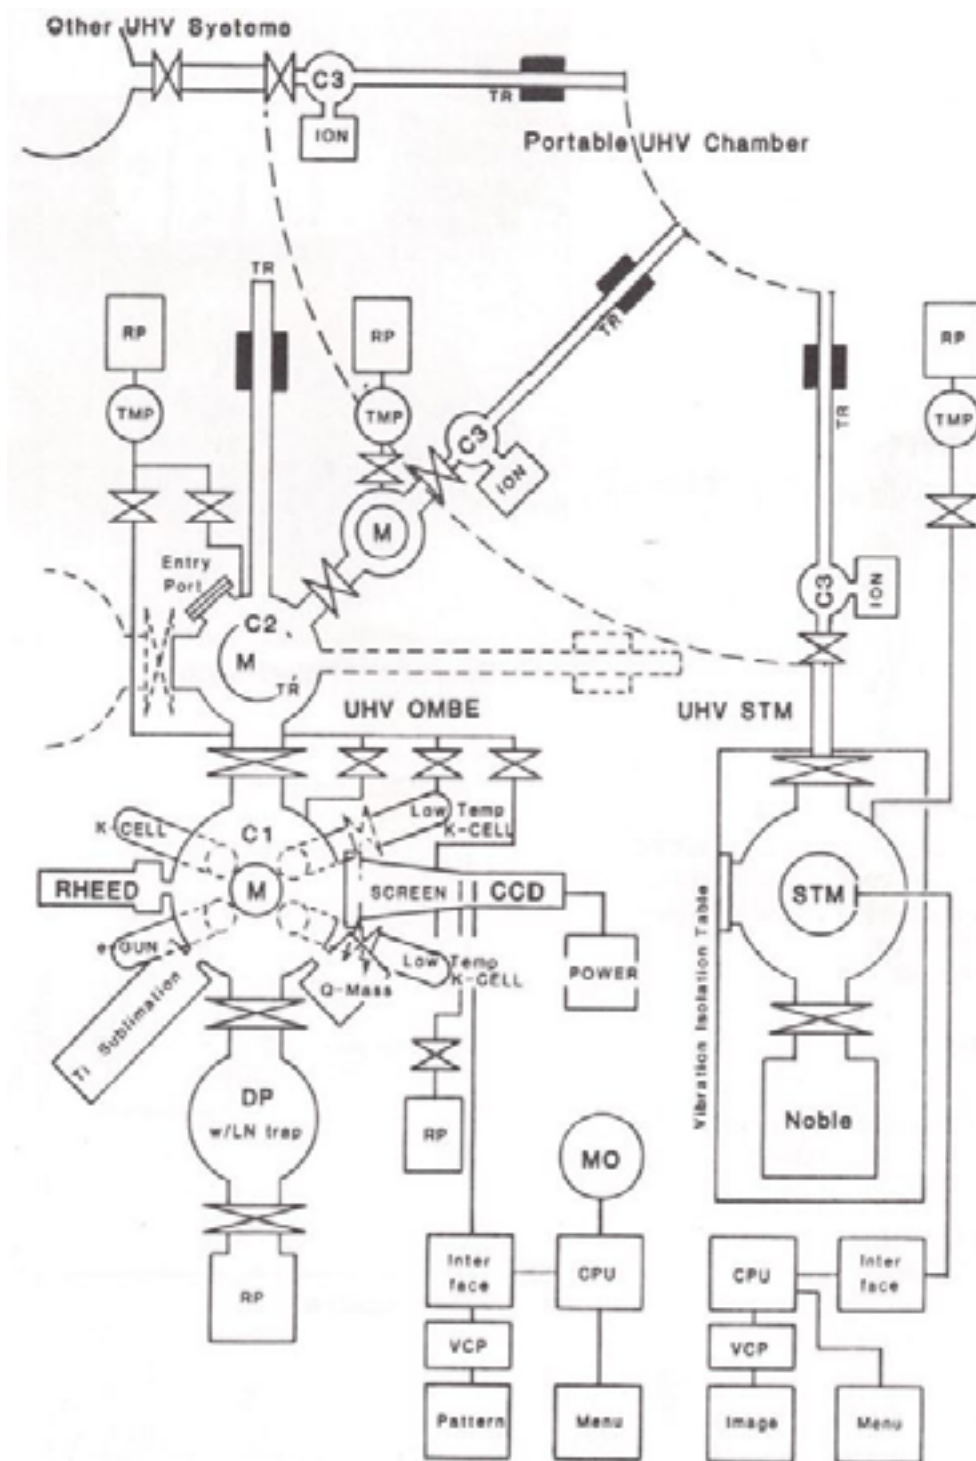 Other UHV Systems
C3
TR
ION
Portable UHV Chamber
TR
RP
RP
TR
RP
TMP
TMP
C3
ION
TR
TMP
M
Entry
Port
C2
M
TR
C3
ION
UHV OMBE
UHV STM
K-CELL
C1
Low Temp
K-CELL
RHEED
M
SCREEN
CCD
STM
e-GUN
Low Temp
K-CELL
Q-Mass
POWER
Ti Sublimation
Vibration Isolation Table
DP
w/LN trap
RP
MO
Noble
RP
Inter
face
CPU
CPU
Inter
face
VCP
VCP
Pattern
Menu
Image
Menu